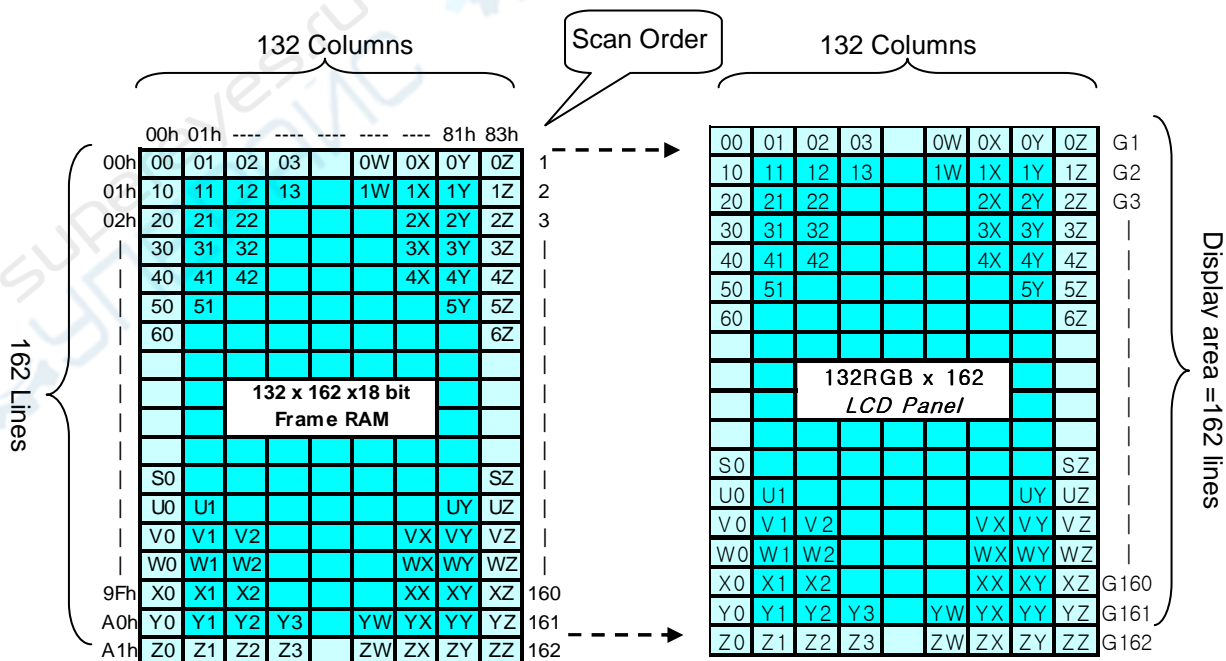 132 Columns
Scan Order
132 Columns
00h 01h ---- ---- ---- ---- ---- 81h 83h
00h 00 01 02 03 0W 0X 0Y 0Z 1
01h 10 11 12 13 1W 1X 1Y 1Z 2
02h 20 21 22 2X 2Y 2Z 3
30 31 32 3X 3Y 3Z
40 41 42 4X 4Y 4Z
50 51 5Y 5Z
60 6Z
132 x 162 x18 bit
Frame RAM
S0 SZ
U0 U1 UY UZ
V0 V1 V2 VX VY VZ
W0 W1 W2 WX WY WZ
9Fh X0 X1 X2 XX XY XZ 160
A0h Y0 Y1 Y2 Y3 YW YX YY YZ 161
A1h Z0 Z1 Z2 Z3 ZW ZX ZY ZZ 162
162 Lines
00 01 02 03 0W 0X 0Y 0Z G1
10 11 12 13 1W 1X 1Y 1Z G2
20 21 22 2X 2Y 2Z G3
30 31 32 3X 3Y 3Z
40 41 42 4X 4Y 4Z
50 51 5Y 5Z
60 6Z
132RGB x 162
LCD Panel
S0 SZ
U0 U1 UY UZ
V0 V1 V2 VX VY VZ
W0 W1 W2 WX WY WZ
X0 X1 X2 XX XY XZ G160
Y0 Y1 Y2 Y3 YW YX YY YZ G161
Z0 Z1 Z2 Z3 ZW ZX ZY ZZ G162
Display area =162 lines